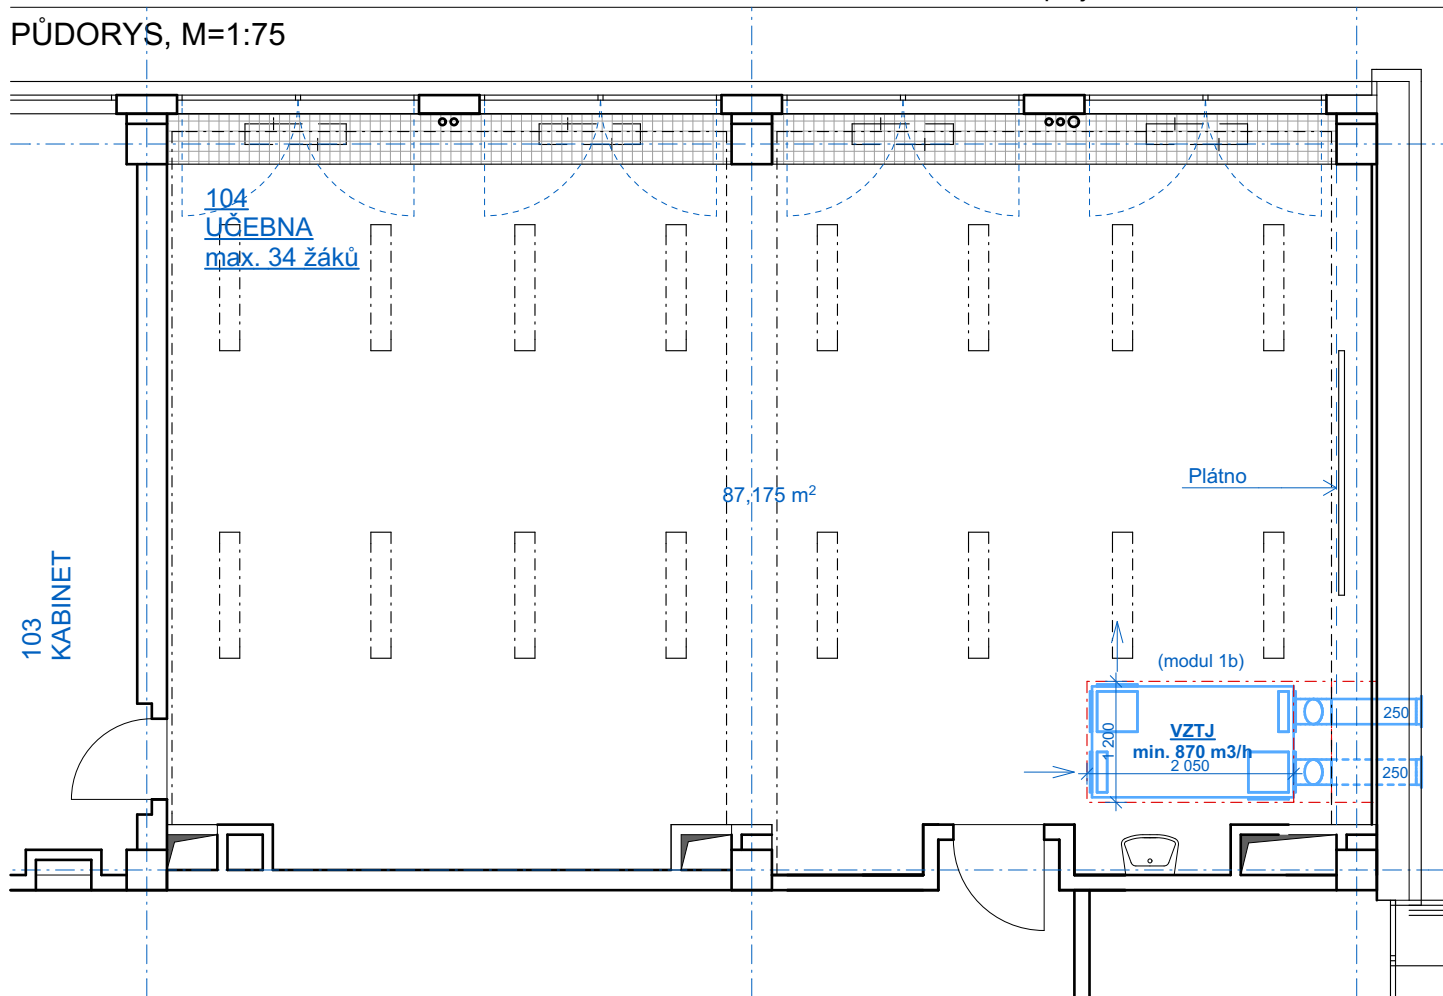 PŮDORYS, M=1:75
104
UČEBNA
max. 34 žáků
87,175 m²
Plátno
103
KABINET
(modul 1b)
VZTJ
min. 870 m3/h
2 050
1 200
250
250